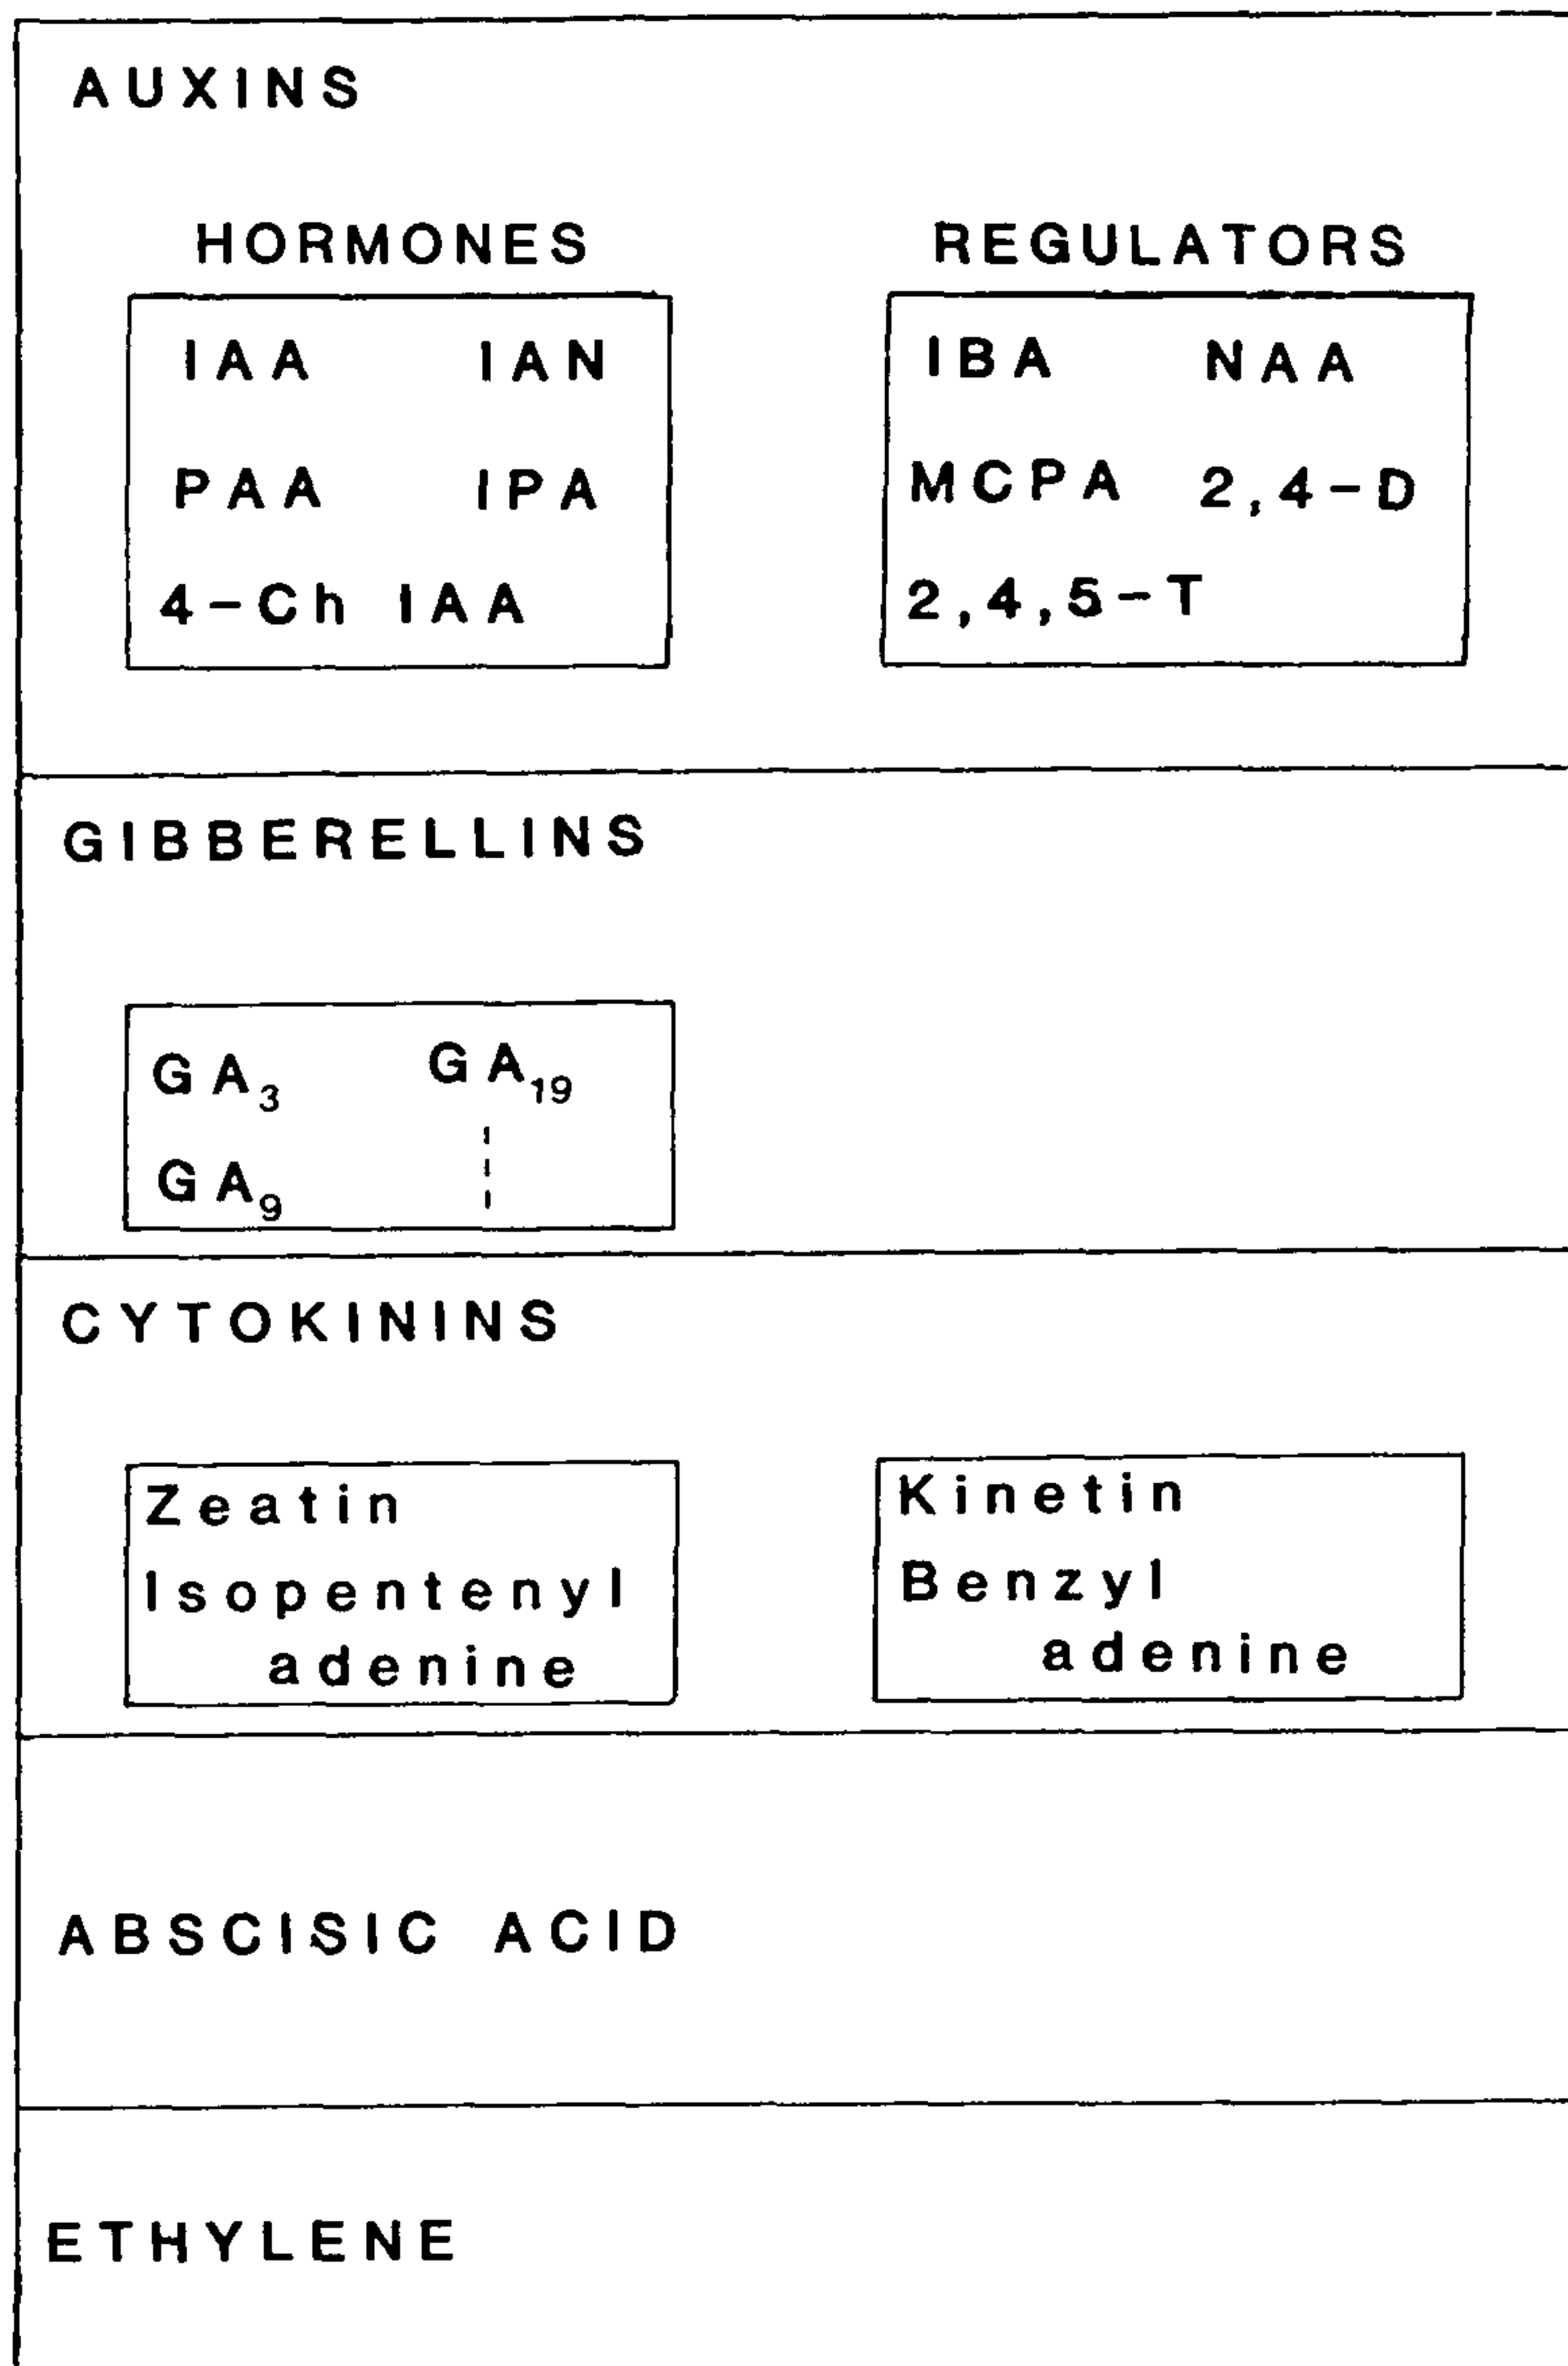 AUXINS
HORMONES REGULATORS
IAA IAN
PAA IPA
4-Ch IAA
IBA NAA
MCPA 2,4-D
2,4,5-T
GIBBERELLINS
GA₃ GA₁₉
GA₉
CYTOKININS
Zeatin
Isopentenyl
adenine
Kinetin
Benzyl
adenine
ABSCISIC ACID
ETHYLENE